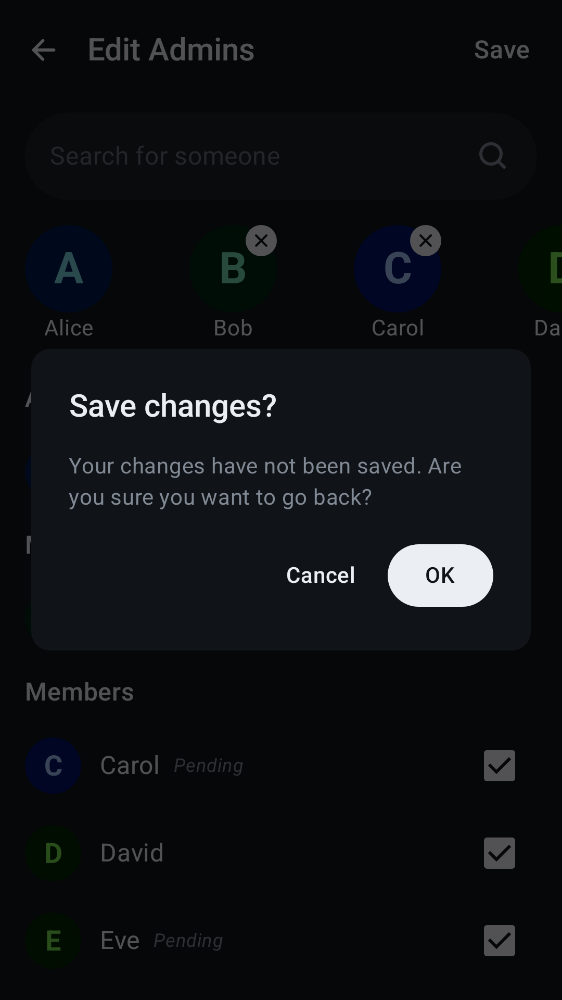 Edit Admins
Save
Search for someone
A
B
C
D
Alice
Bob
Carol
Da
Save changes?
Your changes have not been saved. Are
you sure you want to go back?
Cancel
OK
Members
C
Carol Pending
D
David
E
Eve Pending